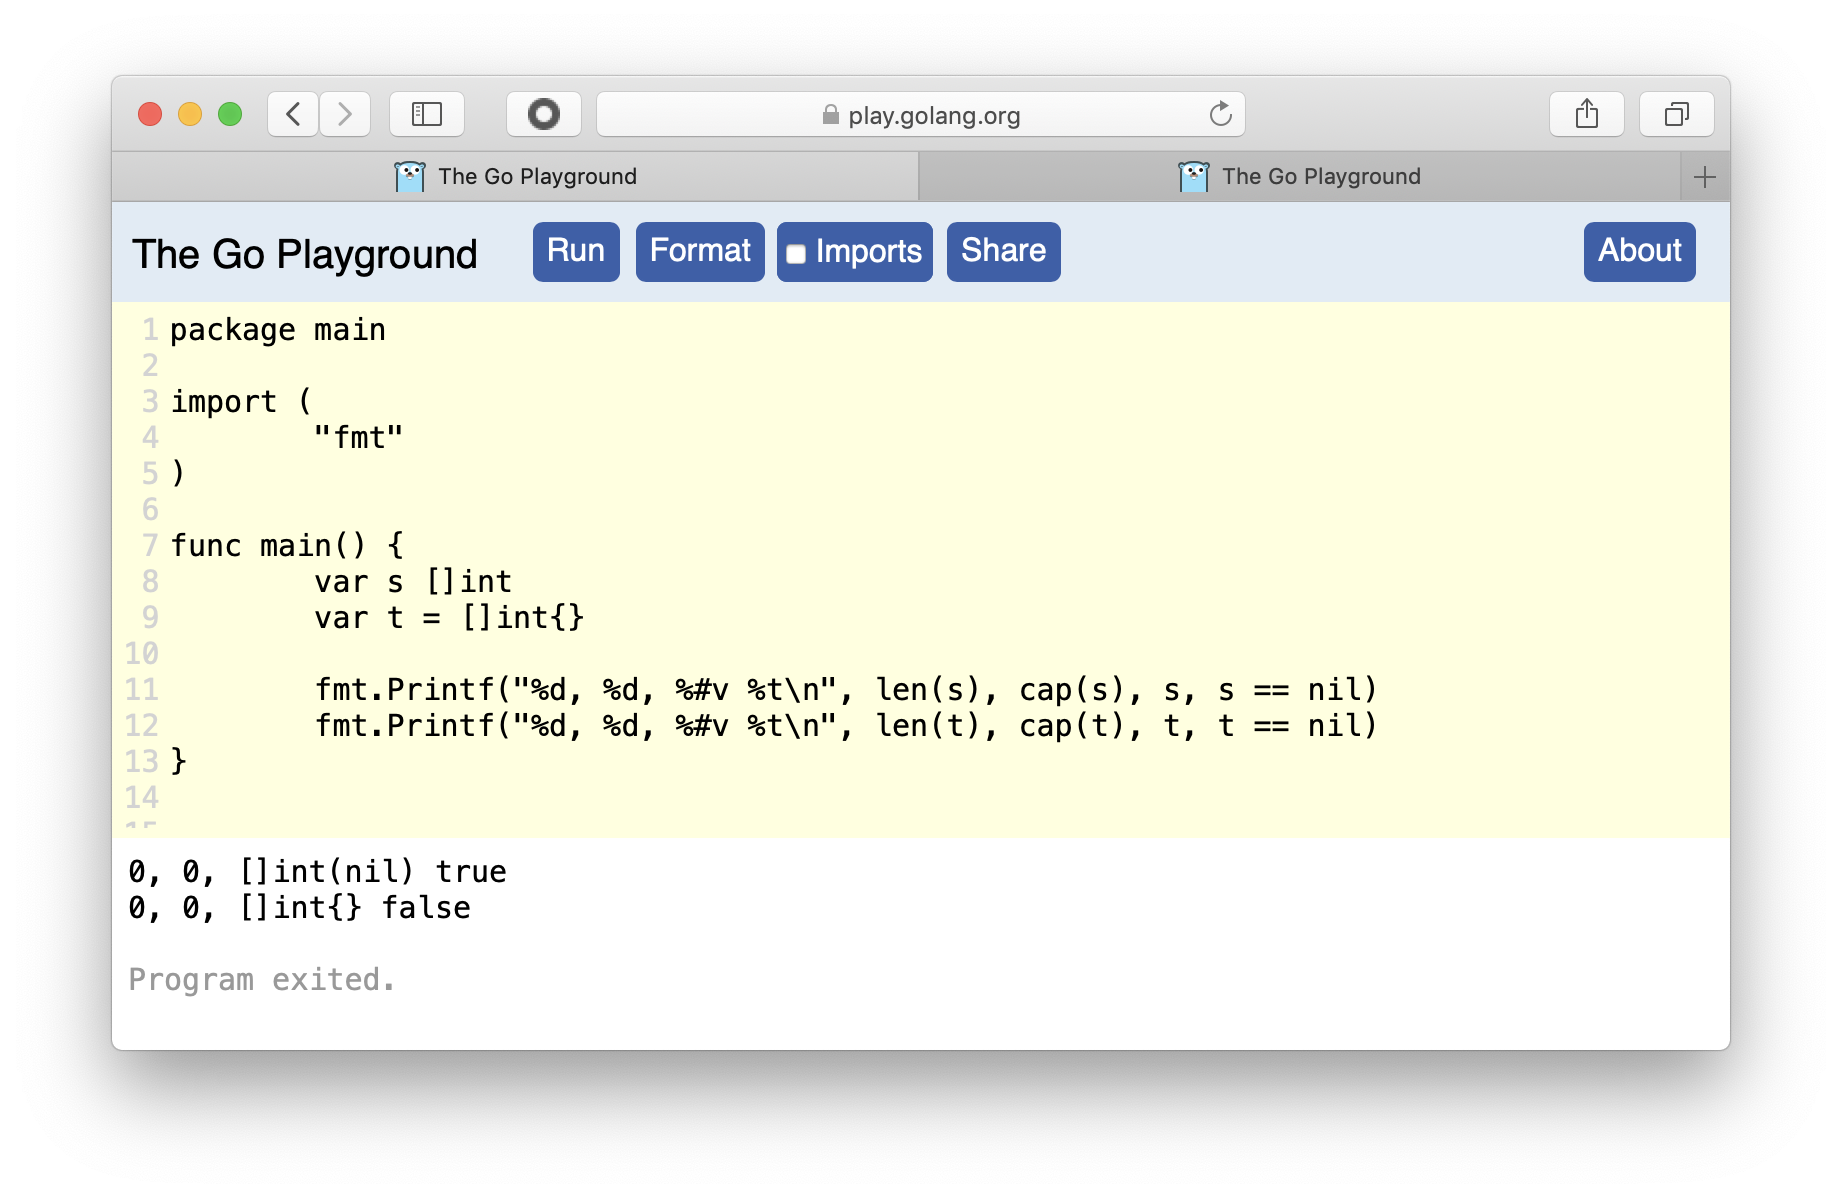 play.golang.org
The Go Playground The Go Playground
The Go Playground Run Format Imports Share About
1 package main
2
3 import (
4 "fmt"
5 )
6
7 func main() {
8 var s []int
9 var t = []int{}
10
11 fmt.Printf("%d, %d, %#v %t\n", len(s), cap(s), s, s == nil)
12 fmt.Printf("%d, %d, %#v %t\n", len(t), cap(t), t, t == nil)
13 }
14
15
0, 0, []int(nil) true
0, 0, []int{} false
Program exited.